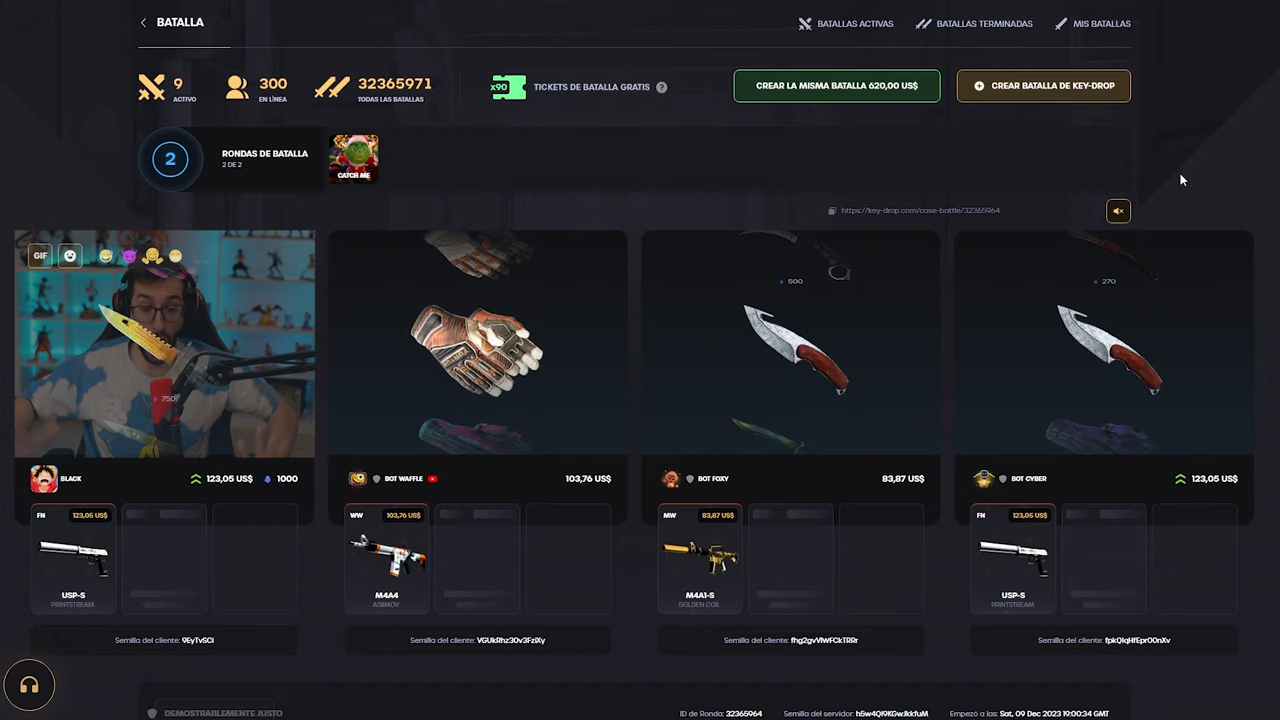 BATALLA
BATALLAS ACTIVAS
BATALLAS TERMINADAS
MIS BATALLAS
9
ACTIVO
300
EN LÍNEA
32365971
TODAS LAS BATALLAS
x90
TICKETS DE BATALLA GRATIS
?
CREAR LA MISMA BATALLA 620,00 US$
CREAR BATALLA DE KEY-DROP
2
RONDAS DE BATALLA
2 DE 2
CATCH ME
https://key-drop.com/case-battle/32365964
GIF
750
500
270
BLACK
123,05 US$
1000
BOT WAFFLE
103,76 US$
BOT FOXY
83,87 US$
BOT CYBER
123,05 US$
FN
123,05 US$
USP-S
PRINTSTREAM
WW
103,76 US$
M4A4
ASIIMOV
MW
83,87 US$
M4A1-S
GOLDEN COIL
FN
123,05 US$
USP-S
PRINTSTREAM
Semilla del cliente: 9EyTvSCi
Semilla del cliente: VGUkRhz30v3FziXy
Semilla del cliente: fhg2gvVlWFCkTRRr
Semilla del cliente: fpkQIqHfEpr0OnXv
DEMOSTRABLEMENTE JUSTO
ID de Ronda: 32365964
Semilla del servidor:
Empezó a las: Sat, 09 Dec 2023 19:00:34 GMT